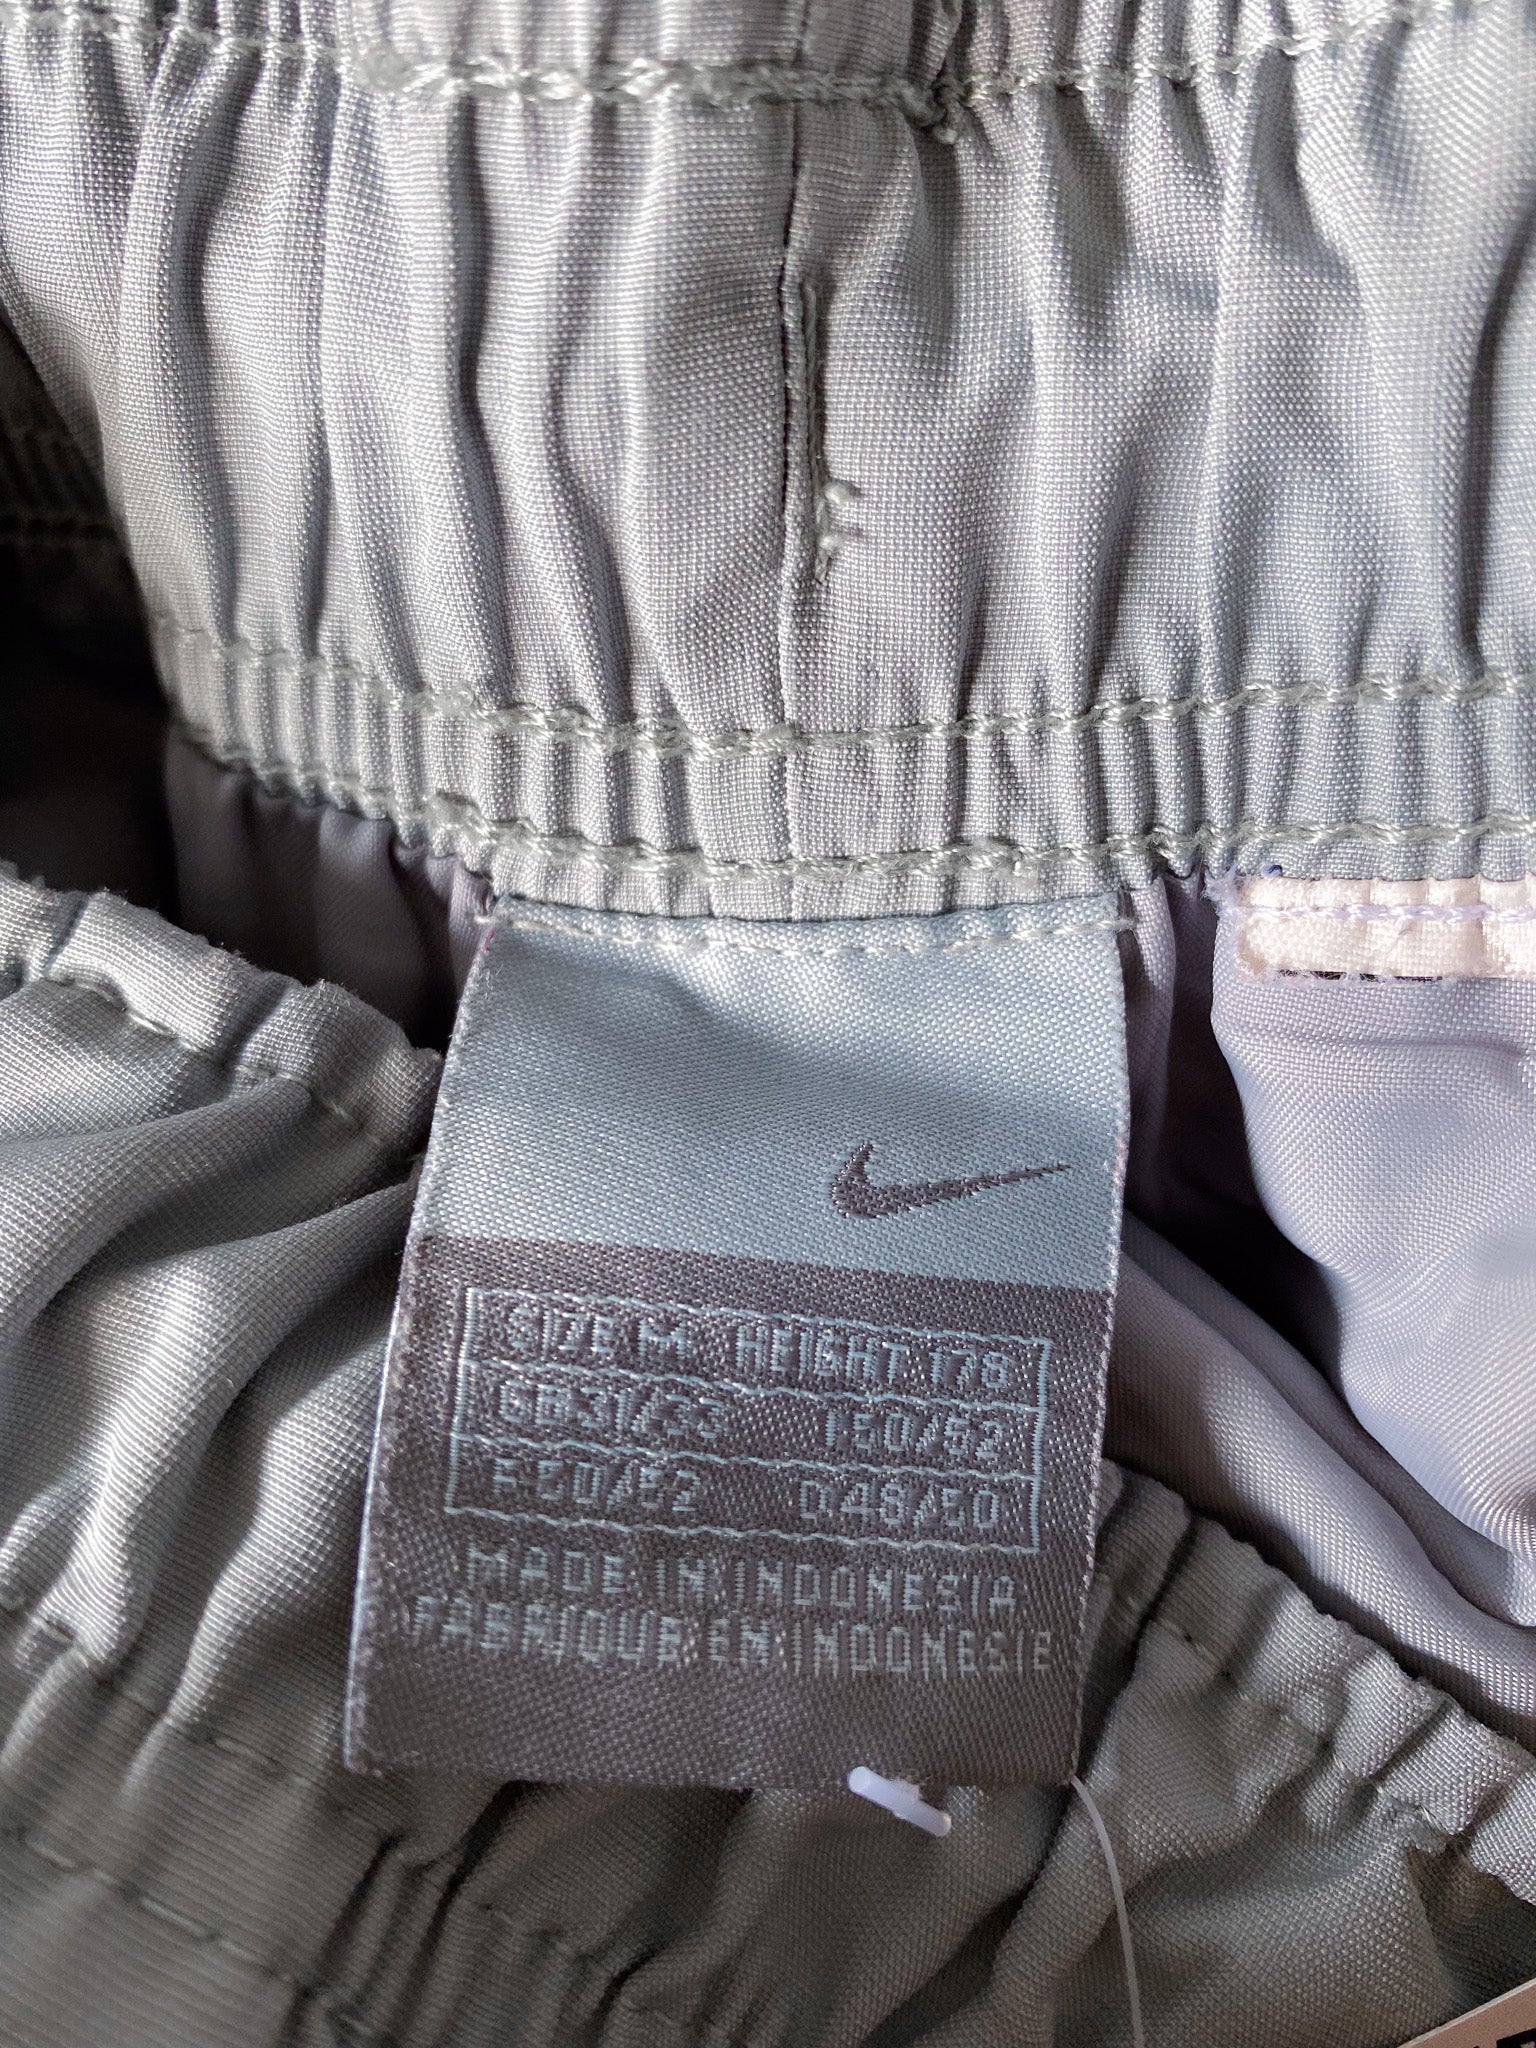 SIZE M HEIGHT 178
GB 31/33 I 50/52
F 50/52 D 48/50
MADE IN INDONESIA
FABRIQUE EN INDONESIE